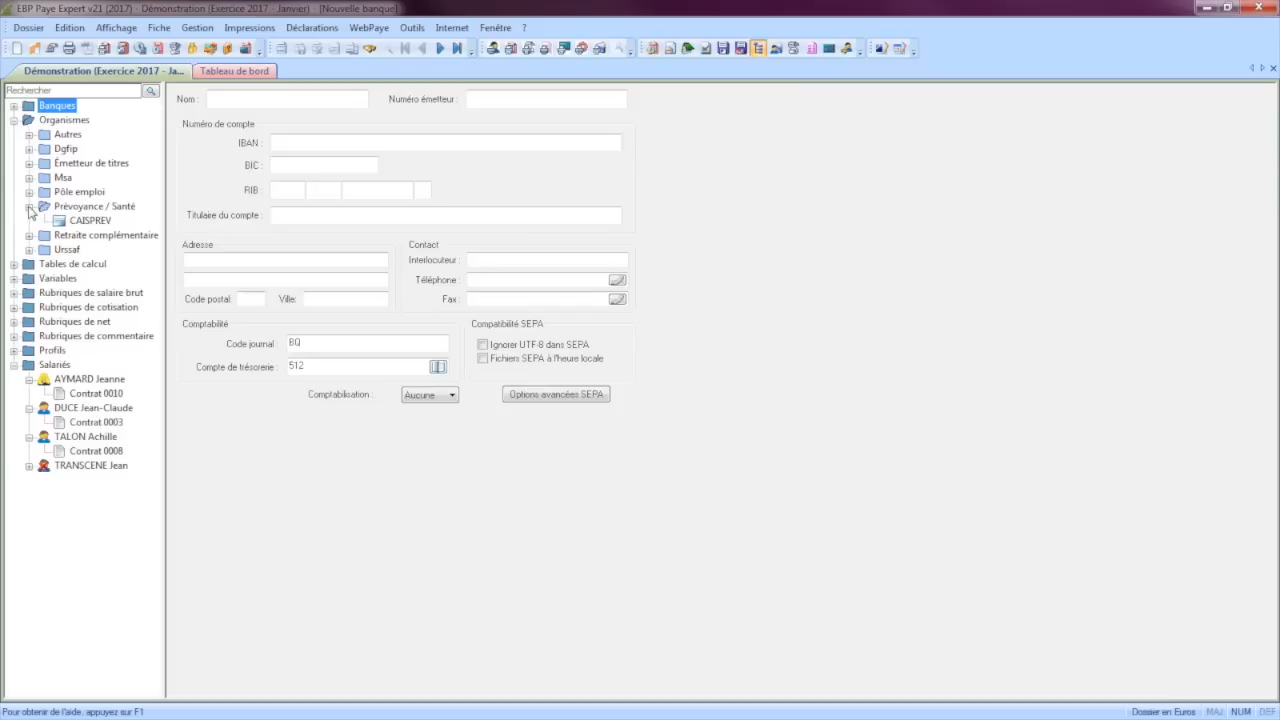 EBP Paye Expert v21 (2017) - Démonstration (Exercice 2017 - Janvier) - [Nouvelle banque]
Dossier Edition Affichage Fiche Gestion Impressions Déclarations WebPaye Outils Internet Fenêtre ?
Démonstration (Exercice 2017 - Ja... Tableau de bord
Rechercher
Banques
Organismes
Autres
Dgfip
Émetteur de titres
Msa
Pôle emploi
Prévoyance / Santé
CAISPREV
Retraite complémentaire
Urssaf
Tables de calcul
Variables
Rubriques de salaire brut
Rubriques de cotisation
Rubriques de net
Rubriques de commentaire
Profils
Salariés
AYMARD Jeanne
Contrat 0010
DUCE Jean-Claude
Contrat 0003
TALON Achille
Contrat 0008
TRANSCENE Jean
Nom : Numéro émetteur :
Numéro de compte
IBAN :
BIC :
RIB :
Titulaire du compte :
Adresse
Code postal: Ville:
Contact
Interlocuteur :
Téléphone :
Fax :
Comptabilité
Code journal : BQ
Compte de trésorerie : 512
Compatibilité SEPA
Ignorer UTF-8 dans SEPA
Fichiers SEPA à l'heure locale
Comptabilisation : Aucune Options avancées SEPA
Pour obtenir de l'aide, appuyez sur F1 Dossier en Euros MAJ NUM DEF